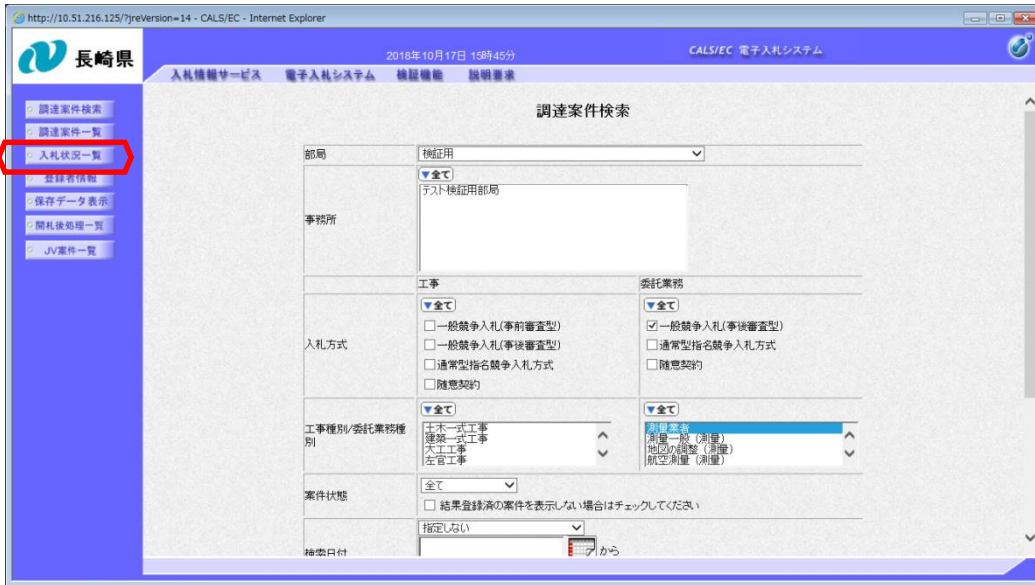 http://10.51.216.125/?jreVersion=14 - CALS/EC - Internet Explorer
長崎県
2018年10月17日 15時45分
CALS/EC 電子入札システム
入札情報サービス 電子入札システム 検証機能 説明要求
調達案件検索
調達案件一覧
入札状況一覧
登録者情報
保存データ表示
開札後処理一覧
JV案件一覧
調達案件検索
部局 検証用
▼全て
事務所 テスト検証用部局
工事 委託業務
入札方式
▼全て
一般競争入札(事前審査型)
一般競争入札(事後審査型)
通常型指名競争入札方式
随意契約
▼全て
一般競争入札(事後審査型)
通常型指名競争入札方式
随意契約
工事種別/委託業務種
別
▼全て
土木一式工事
建築一式工事
大工工事
左官工事
▼全て
測量業者
測量一般(測量)
地図の調整(測量)
航空測量(測量)
案件状態 全て
結果登録済の案件を表示しない場合はチェックしてください
指定しない
検索日付 から